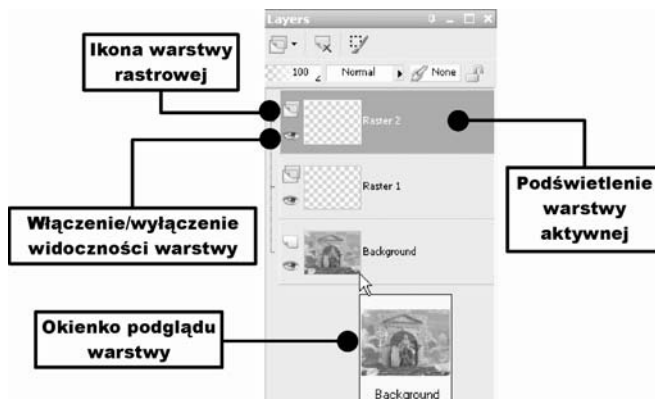 Layers
Ikona warstwy
rastrowej
100 Normal None
Raster 2
Włączenie/wyłączenie
widoczności warstwy
Raster 1
Podświetlenie
warstwy
aktywnej
Background
Okienko podglądu
warstwy
Background